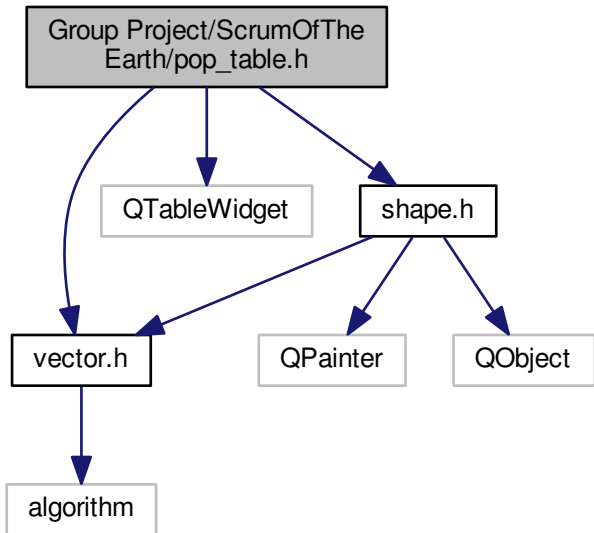 Group Project/ScrumOfThe
Earth/pop_table.h
QTableWidget
shape.h
vector.h
QPainter
QObject
algorithm